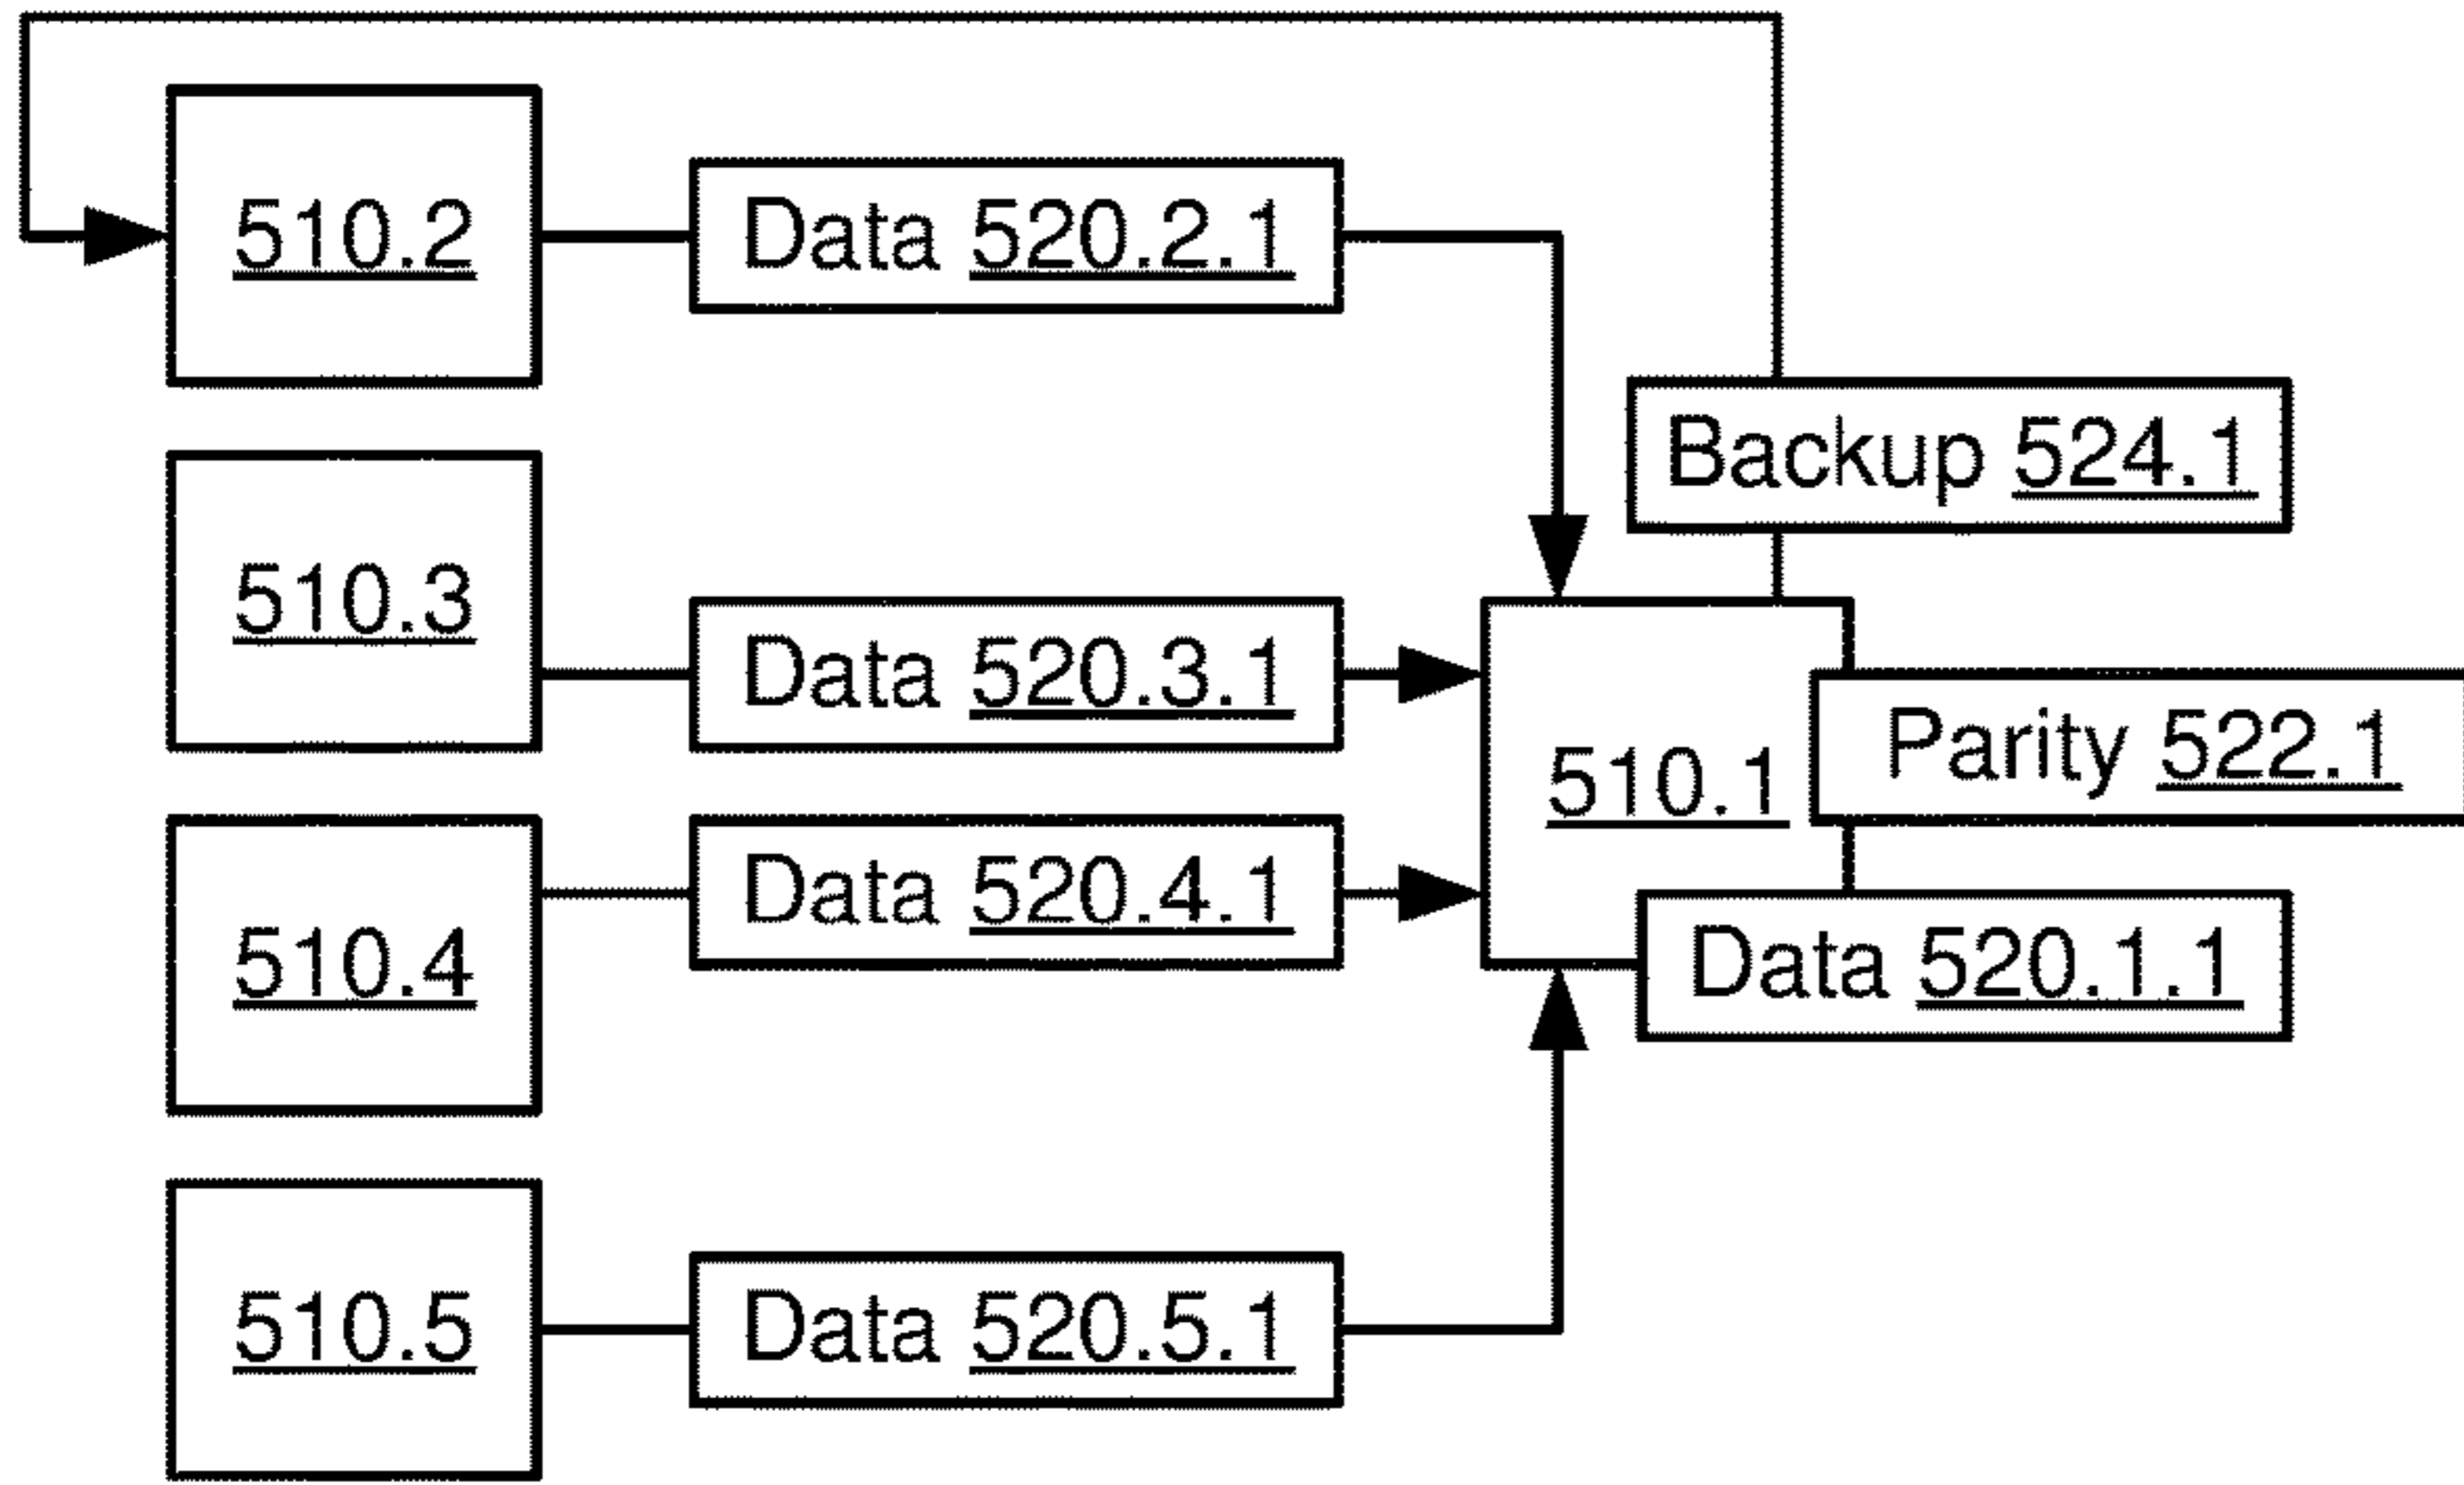 510.2
Data 520.2.1
Backup 524.1
510.3
Data 520.3.1
510.1
Parity 522.1
Data 520.4.1
510.4
Data 520.1.1
510.5
Data 520.5.1